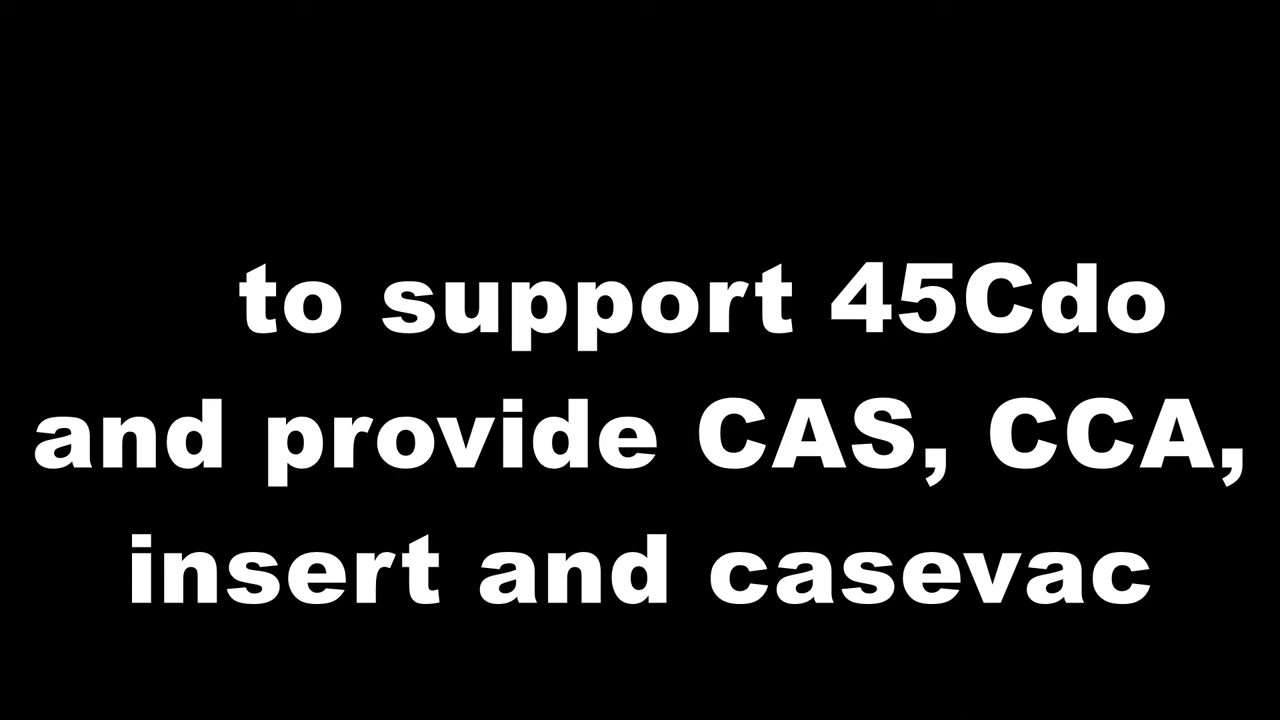 to support 45Cdo
and provide CAS, CCA,
insert and casevac